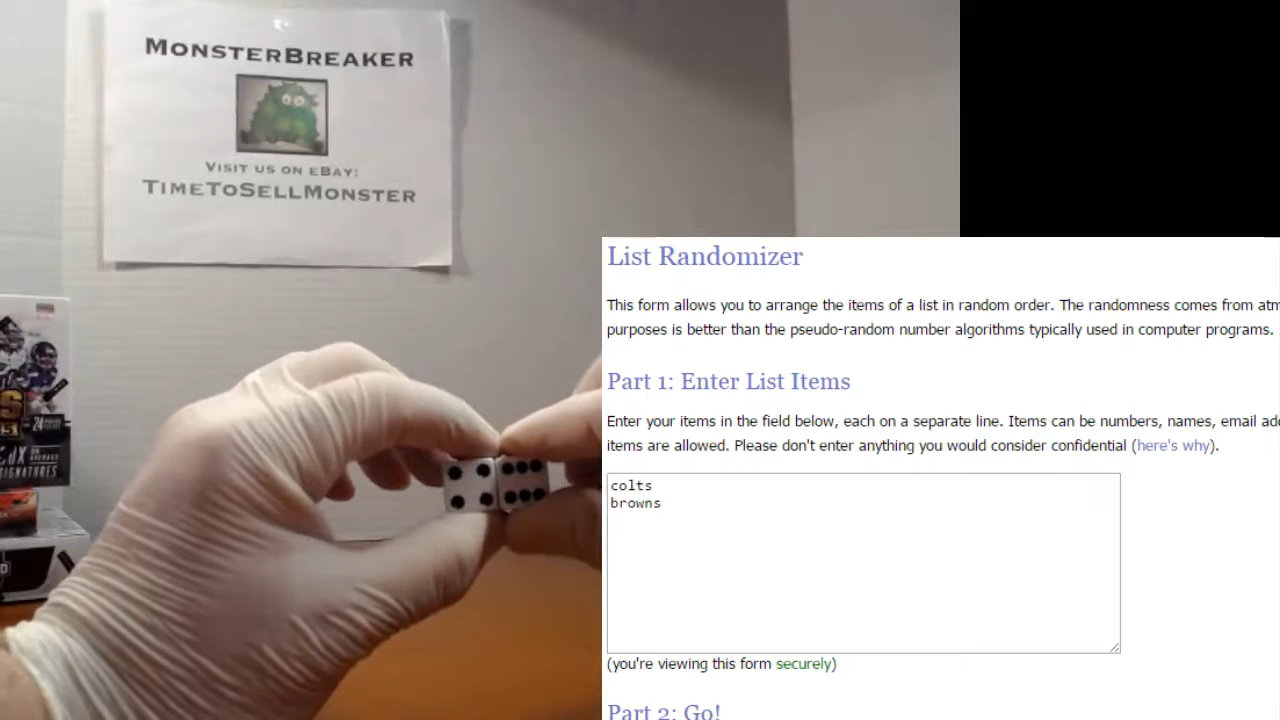 MonsterBreaker
Visit us on eBay:
TimeToSellMonster
24
SIGNATURES
List Randomizer
This form allows you to arrange the items of a list in random order. The randomness comes from
purposes is better than the pseudo-random number algorithms typically used in computer programs.
Part 1: Enter List Items
Enter your items in the field below, each on a separate line. Items can be numbers, names, email
items are allowed. Please don't enter anything you would consider confidential (here's why).
colts
browns
(you're viewing this form securely)
Part 2: Go!